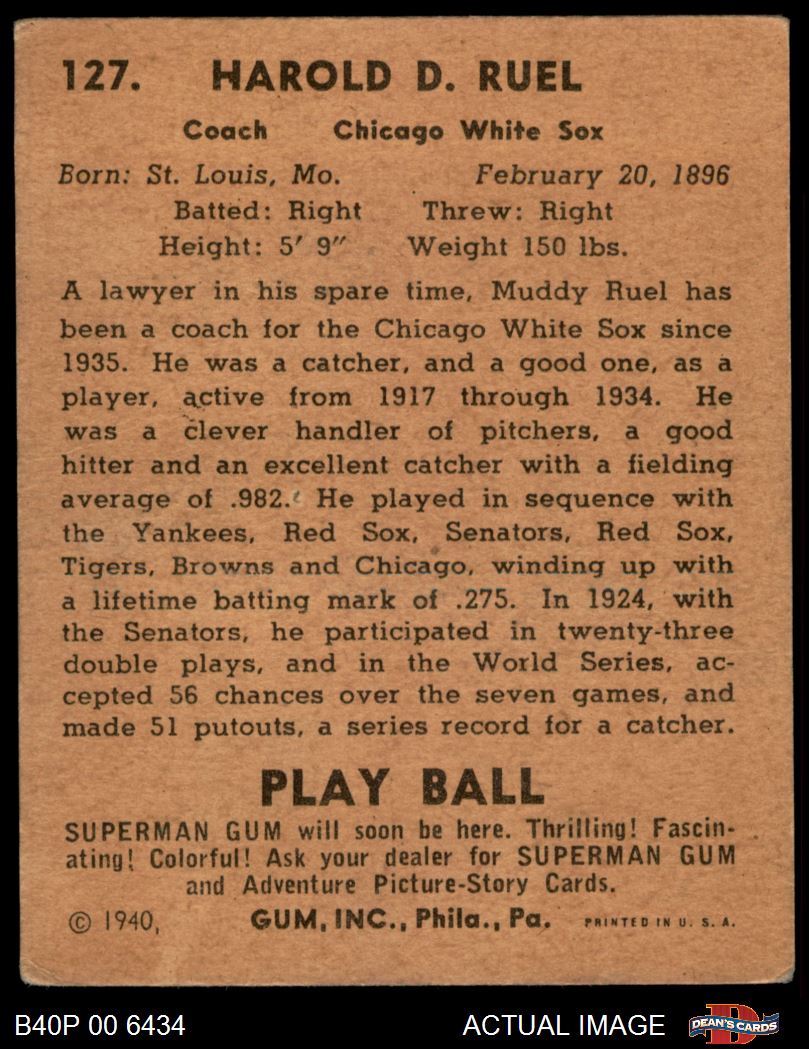 127. HAROLD D. RUEL
Coach Chicago White Sox
Born: St. Louis, Mo. February 20, 1896
Batted: Right Threw: Right
Height: 5′ 9″ Weight 150 lbs.
A lawyer in his spare time, Muddy Ruel has
been a coach for the Chicago White Sox since
1935. He was a catcher, and a good one, as a
player, active from 1917 through 1934. He
was a clever handler of pitchers, a good
hitter and an excellent catcher with a fielding
average of .982. He played in sequence with
the Yankees, Red Sox, Senators, Red Sox,
Tigers, Browns and Chicago, winding up with
a lifetime batting mark of .275. In 1924, with
the Senators, he participated in twenty-three
double plays, and in the World Series, ac-
cepted 56 chances over the seven games, and
made 51 putouts, a series record for a catcher.
PLAY BALL
SUPERMAN GUM will soon be here. Thrilling! Fascin-
ating! Colorful! Ask your dealer for SUPERMAN GUM
and Adventure Picture-Story Cards.
© 1940, GUM, INC., Phila., Pa. PRINTED IN U. S. A.
B40P 00 6434 ACTUAL IMAGE DEAN'S CARDS